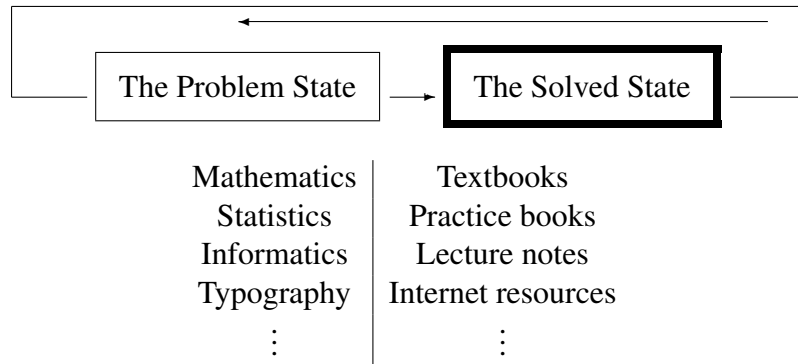 The Problem State The Solved State
Mathematics Textbooks
Statistics Practice books
Informatics Lecture notes
Typography Internet resources
⋮ ⋮